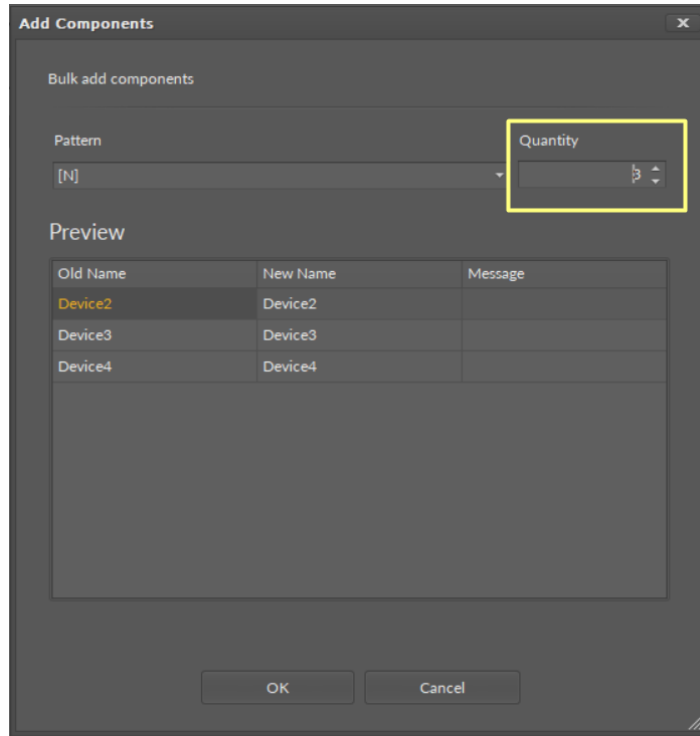 Add Components
Bulk add components
Pattern Quantity
[N] 3
Preview
Old Name New Name Message
Device2 Device2
Device3 Device3
Device4 Device4
OK Cancel